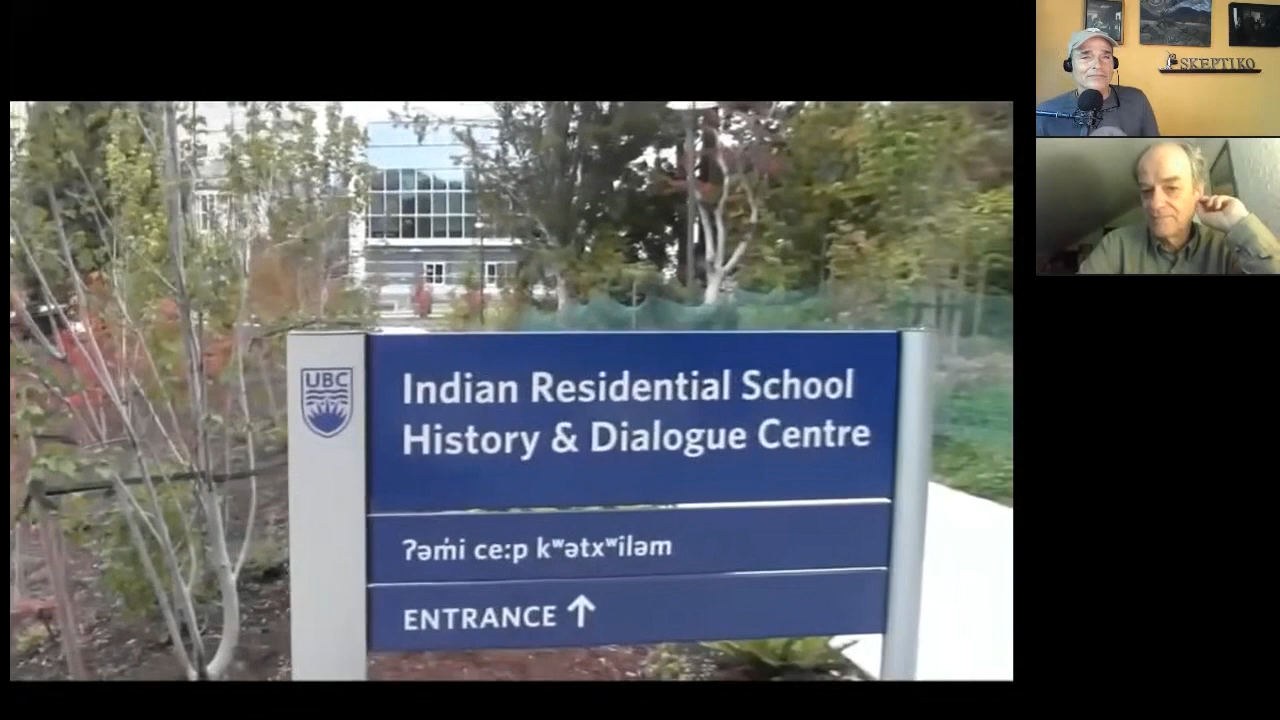 UBC
Indian Residential School
History & Dialogue Centre
ʔəm̓i ce:p kʷətxʷiləm
ENTRANCE ↑
SKEPTIKO